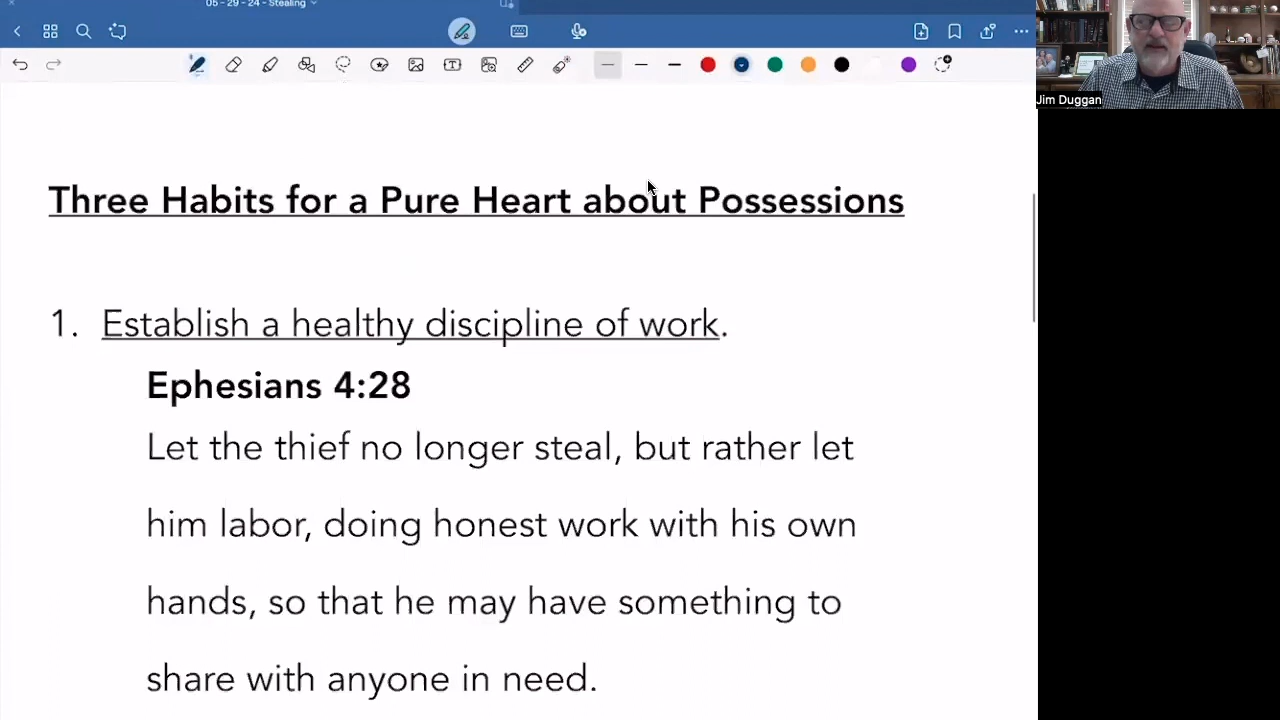 05 - 29 - 24 - Stealing
Jim Duggan
Three Habits for a Pure Heart about Possessions
1. Establish a healthy discipline of work.
Ephesians 4:28
Let the thief no longer steal, but rather let
him labor, doing honest work with his own
hands, so that he may have something to
share with anyone in need.